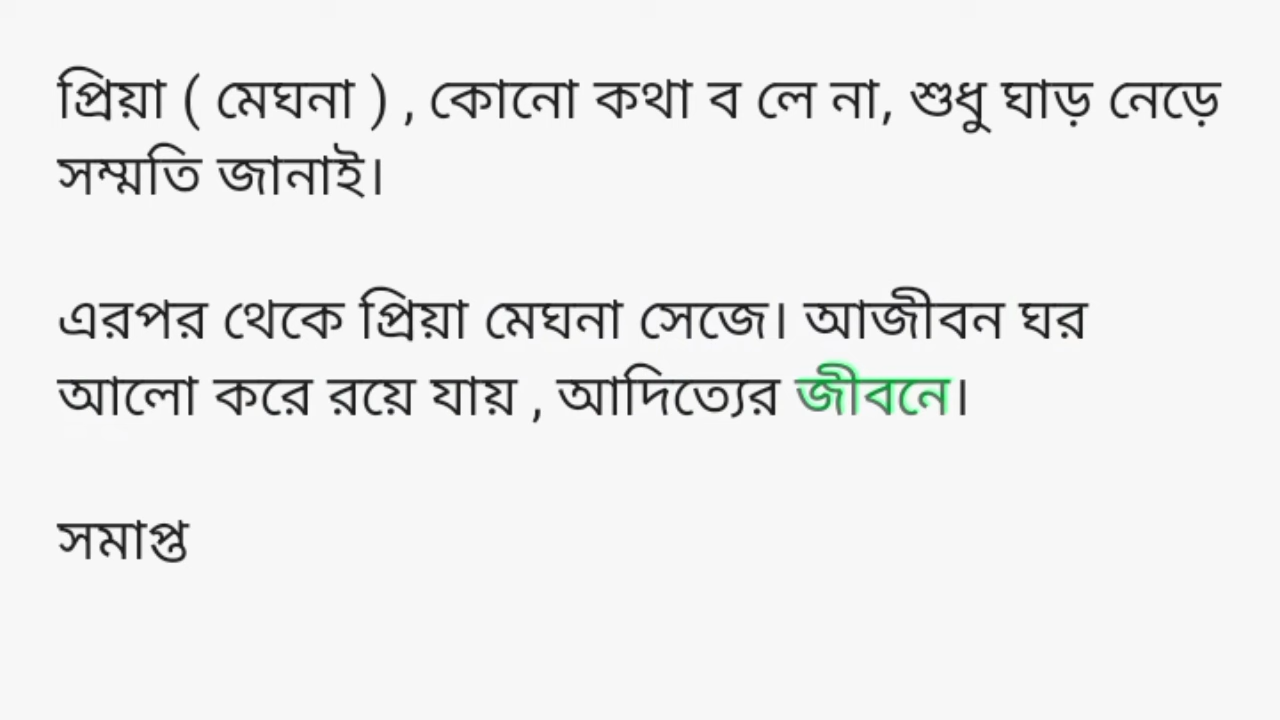 প্রিয়া ( মেঘনা ) , কোনো কথা ব লে না, শুধু ঘাড় নেড়ে
সম্মতি জানাই।
এরপর থেকে প্রিয়া মেঘনা সেজে। আজীবন ঘর
আলো করে রয়ে যায় , আদিত্যের জীবনে।
সমাপ্ত